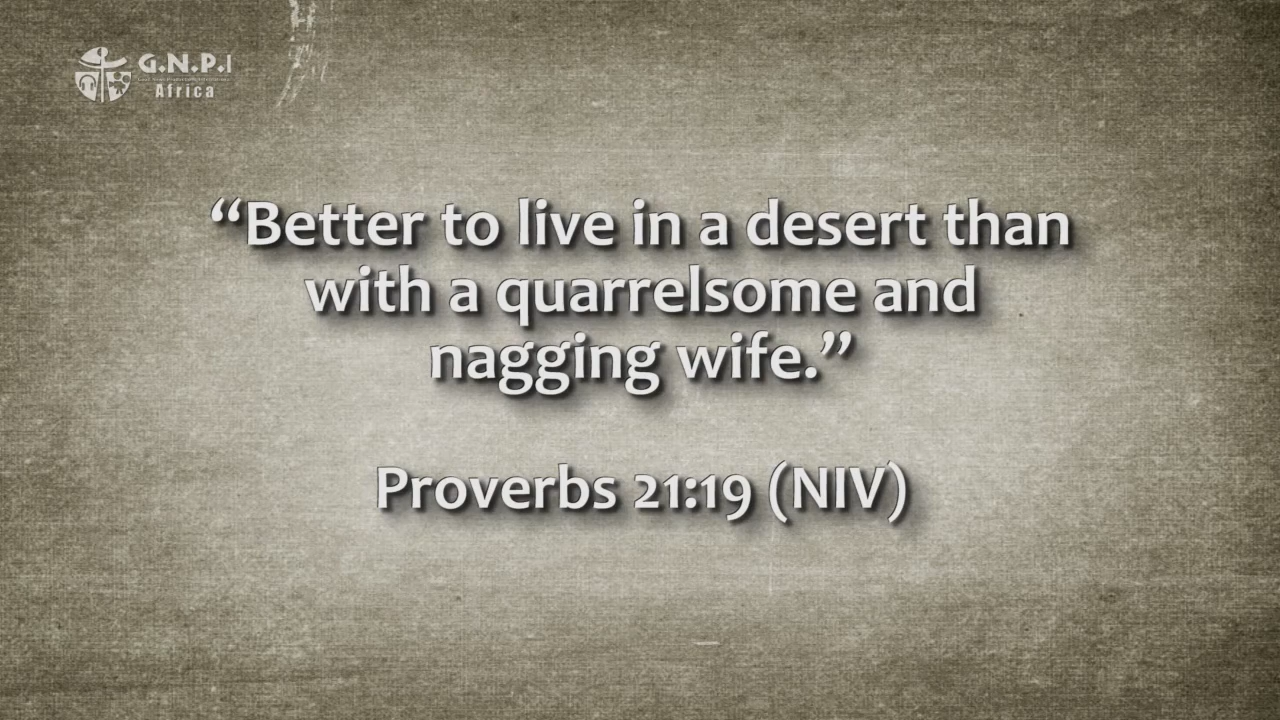 G.N.P.I
Africa
“Better to live in a desert than
with a quarrelsome and
nagging wife.”
Proverbs 21:19 (NIV)